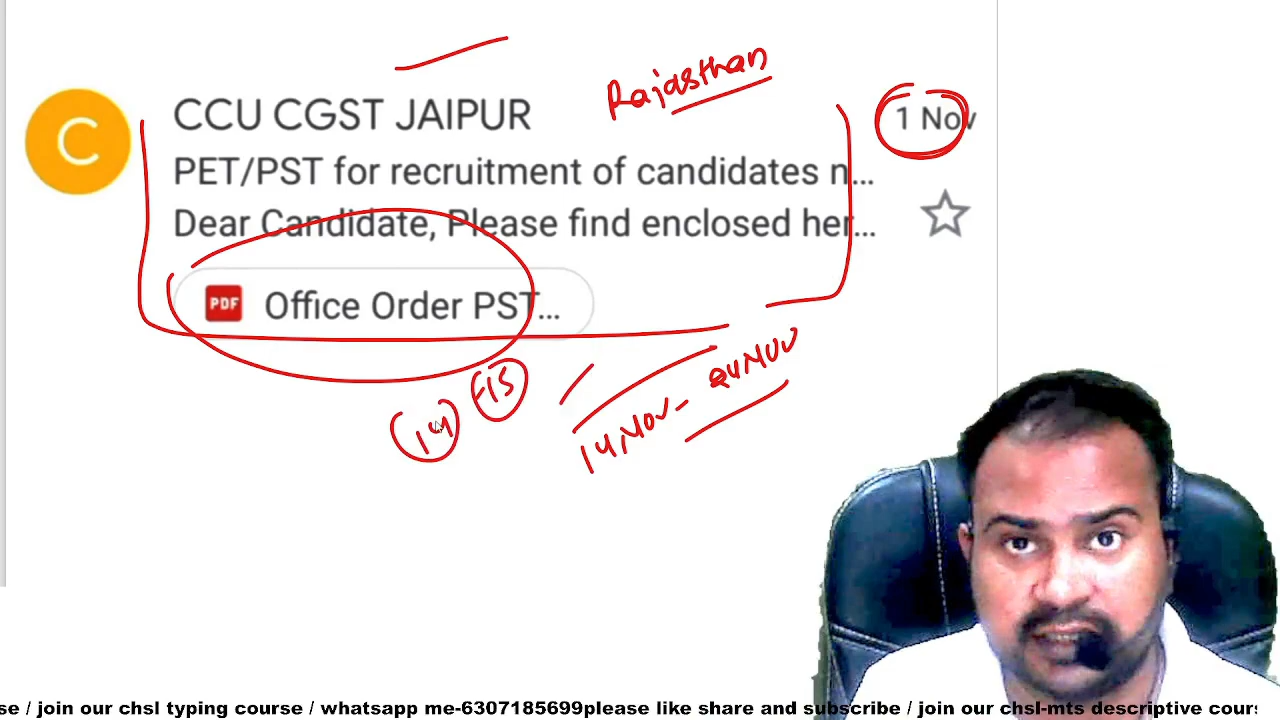 Rajasthan
C
CCU CGST JAIPUR
1 Nov
PET/PST for recruitment of candidates n...
Dear Candidate, Please find enclosed her...
PDF Office Order PST...
14 -15
14 Nov - 24 Nov
se / join our chsl typing course / whatsapp me-6307185699please like share and subscribe / join our chsl-mts descriptive cours